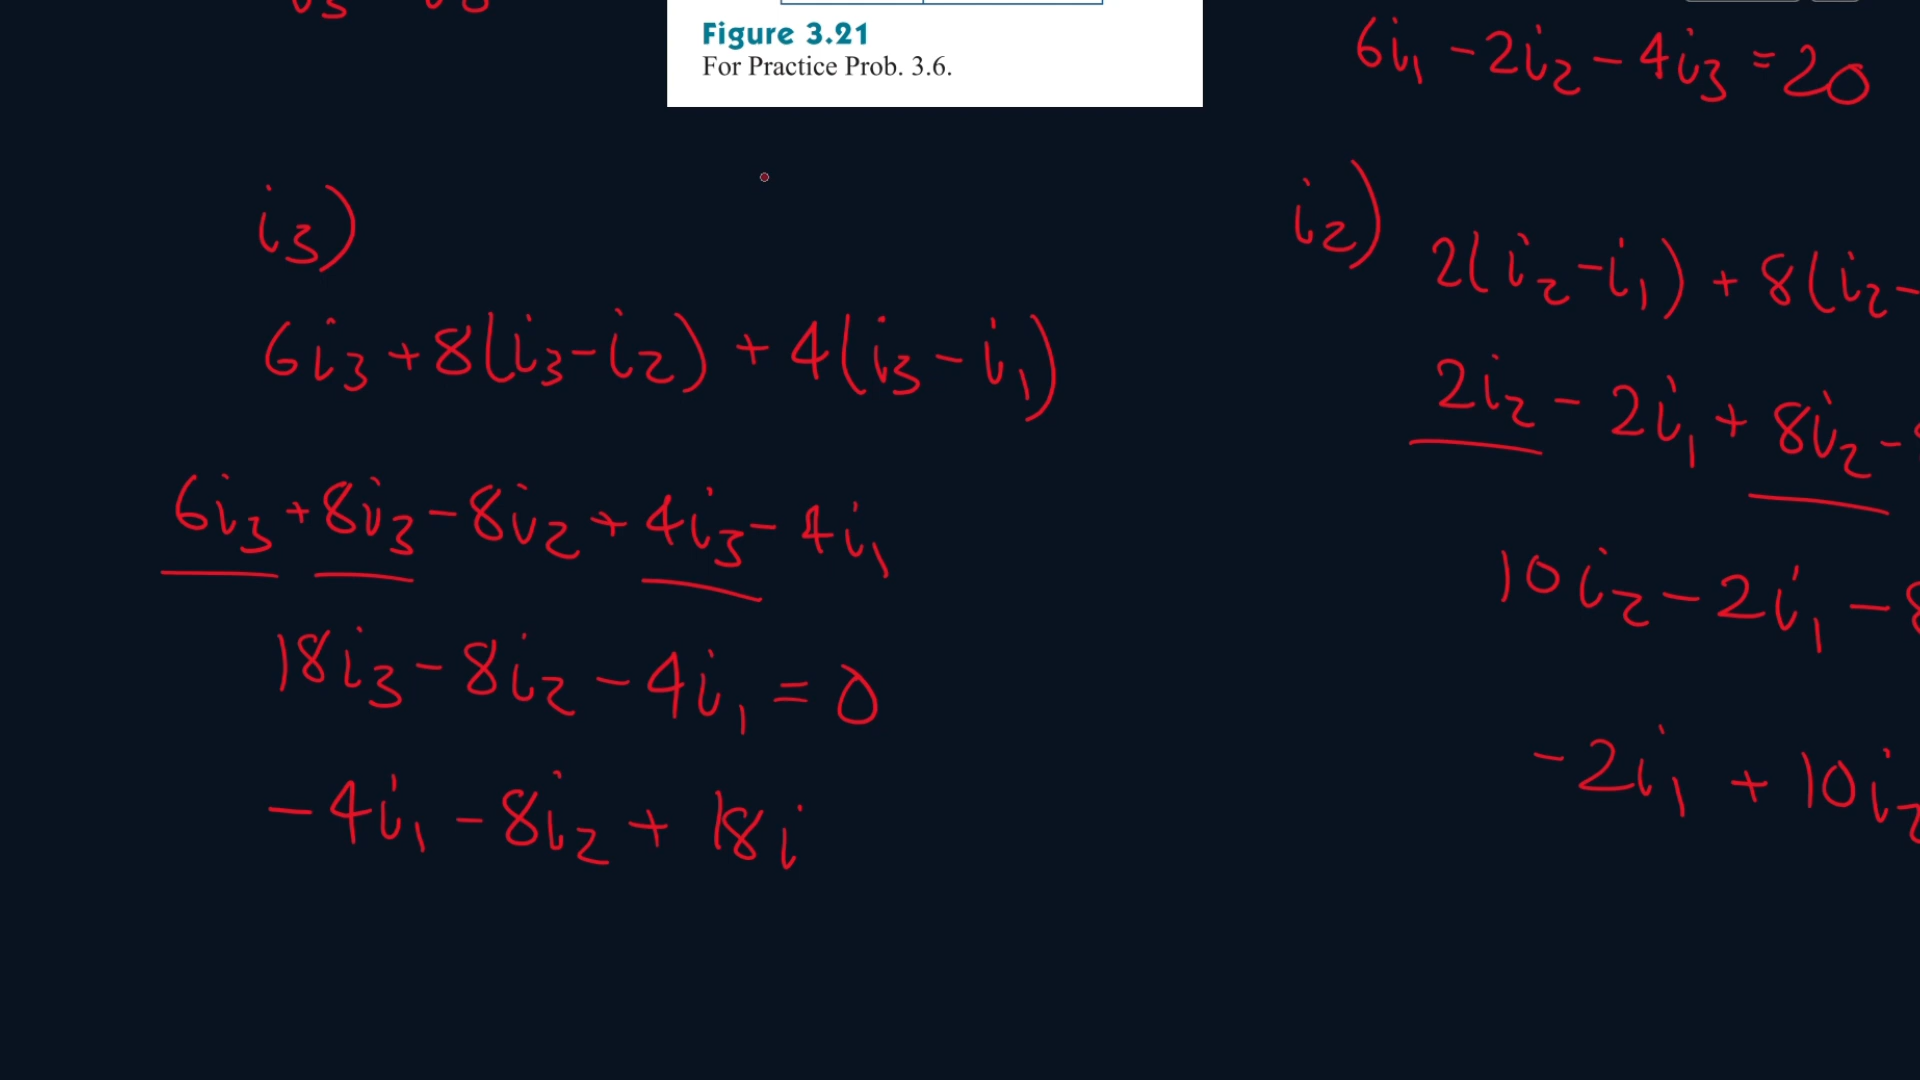 Figure 3.21
For Practice Prob. 3.6.
6i₁ - 2i₂ - 4i₃ = 20
i₃)
6i₃ + 8(i₃ - i₂) + 4(i₃ - i₁)
6i₃ + 8i₃ - 8i₂ + 4i₃ - 4i₁
18i₃ - 8i₂ - 4i₁ = 0
-4i₁ - 8i₂ + 18i
i₂)
2(i₂ - i₁) + 8(i₂ -
2i₂ - 2i₁ + 8i₂ -
10i₂ - 2i₁ -
-2i₁ + 10i₂